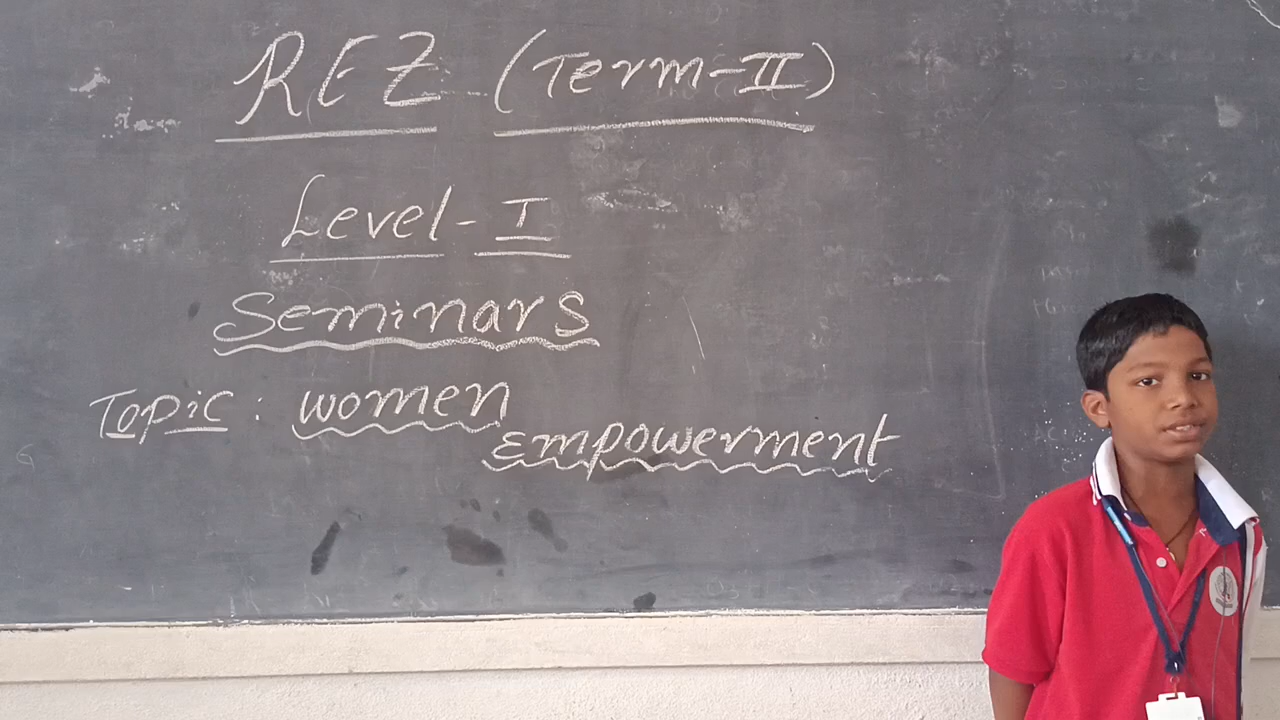 REZ (Term-II)
Level-I
Seminars
Topic: women
Empowerment